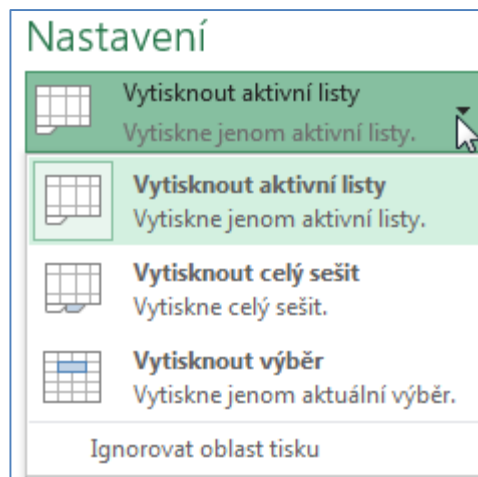 Nastavení
Vytisknout aktivní listy
Vytiskne jenom aktivní listy.
Vytisknout aktivní listy
Vytiskne jenom aktivní listy.
Vytisknout celý sešit
Vytiskne celý sešit.
Vytisknout výběr
Vytiskne jenom aktuální výběr.
Ignorovat oblast tisku